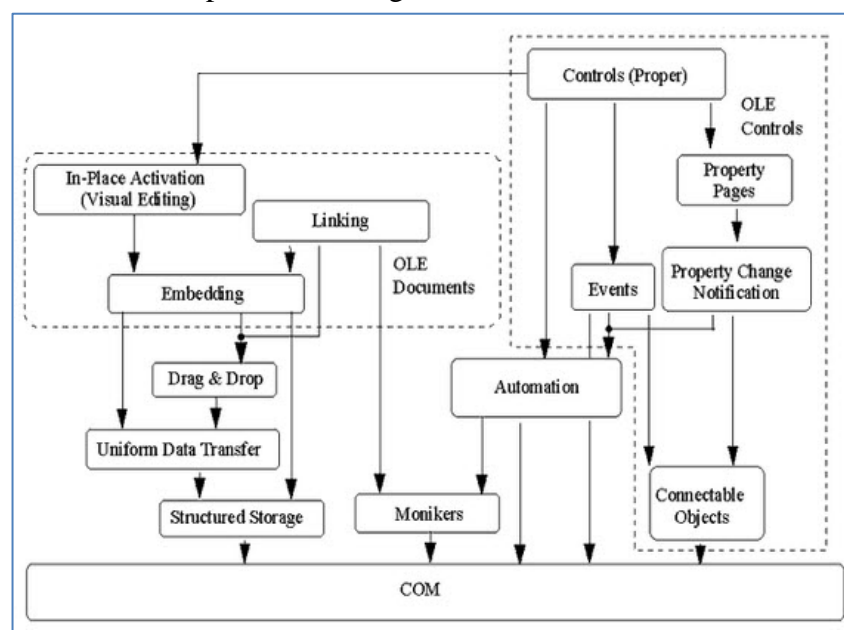 Controls (Proper)
OLE
Controls
In-Place Activation
(Visual Editing)
Property
Pages
Linking
OLE
Documents
Embedding
Events
Property Change
Notification
Drag & Drop
Automation
Uniform Data Transfer
Structured Storage
Monikers
Connectable
Objects
COM